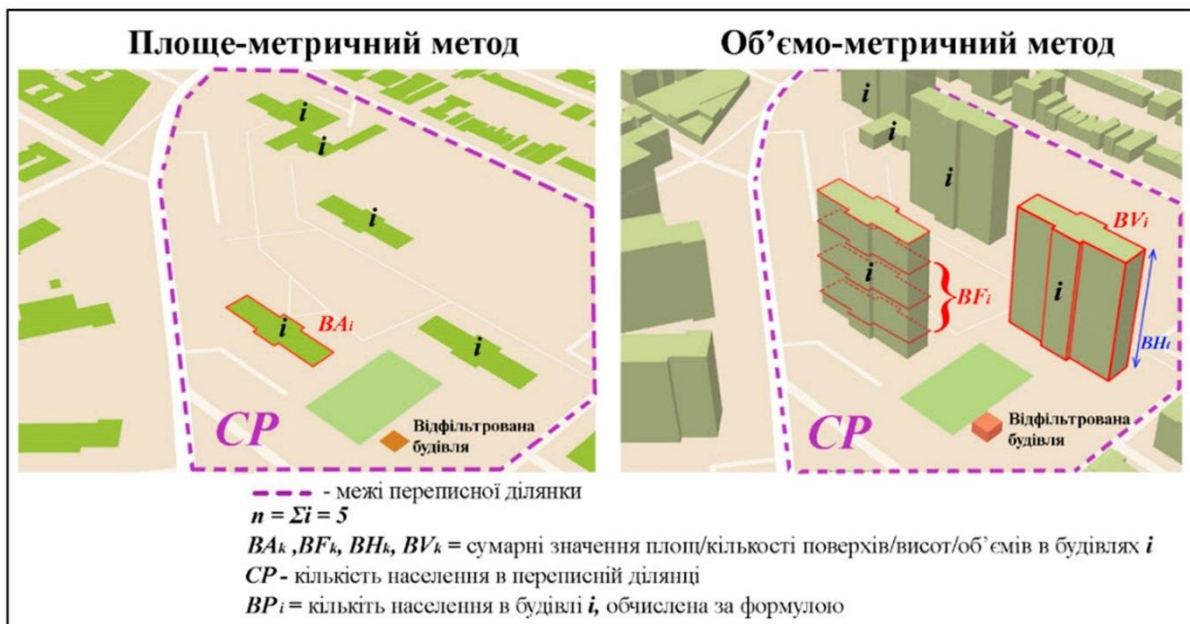 Площе-метричний метод
i
i
i
i
BAi
i
CP
Відфільтрована
будівля
Об’ємо-метричний метод
i
i
i
i
BFi
i
BVi
BHi
CP
Відфільтрована
будівля
- межі переписної ділянки
n = Σi = 5
BAk ,BFk, BHk, BVk = сумарні значення площ/кількості поверхів/висот/об’ємів в будівлях i
CP - кількість населення в переписній ділянці
BPi = кількіть населення в будівлі i, обчислена за формулою